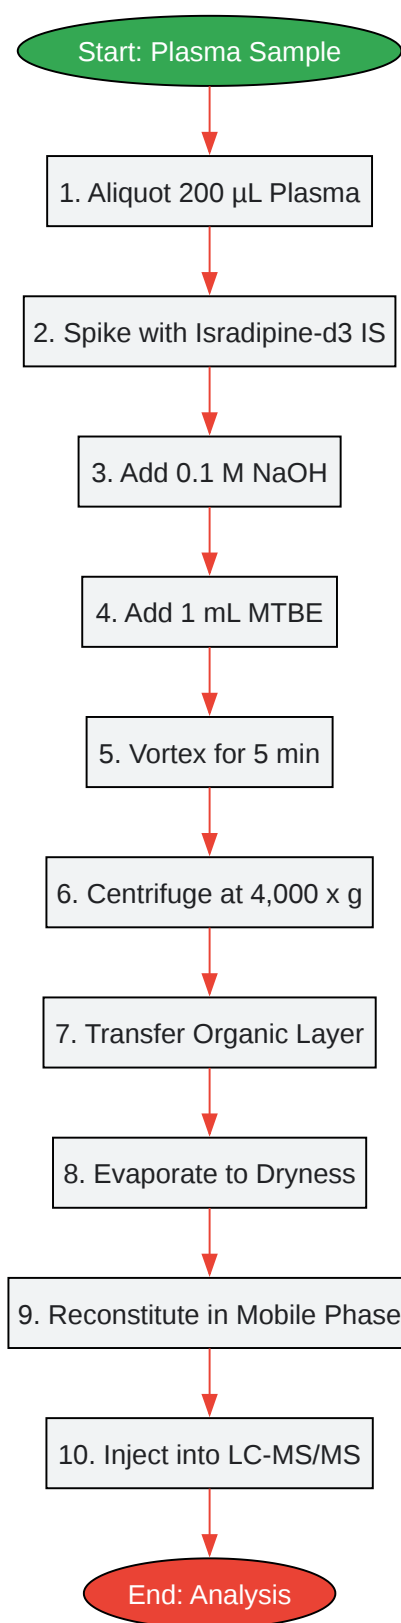 Start: Plasma Sample
1. Aliquot 200 µL Plasma
2. Spike with Isradipine-d3 IS
3. Add 0.1 M NaOH
4. Add 1 mL MTBE
5. Vortex for 5 min
6. Centrifuge at 4,000 x g
7. Transfer Organic Layer
8. Evaporate to Dryness
9. Reconstitute in Mobile Phase
10. Inject into LC-MS/MS
End: Analysis